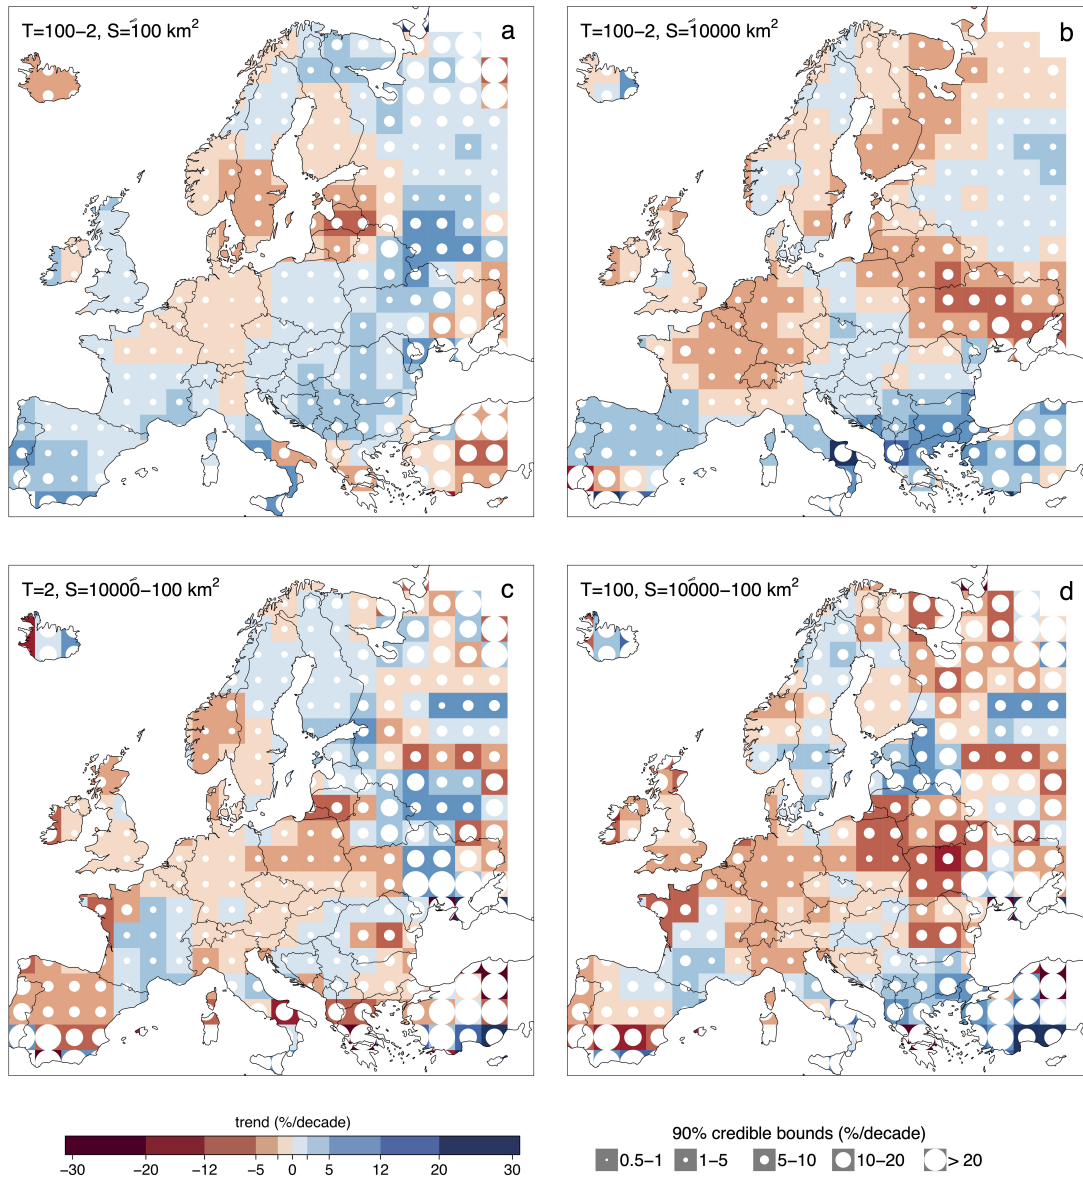 T=100−2, S=100 km²
a
T=100−2, S=10000 km²
b
T=2, S=10000−100 km²
c
T=100, S=10000−100 km²
d
trend (%/decade)
−30 −20 −12 −5 0 5 12 20 30
90% credible bounds (%/decade)
0.5−1 1−5 5−10 10−20 > 20